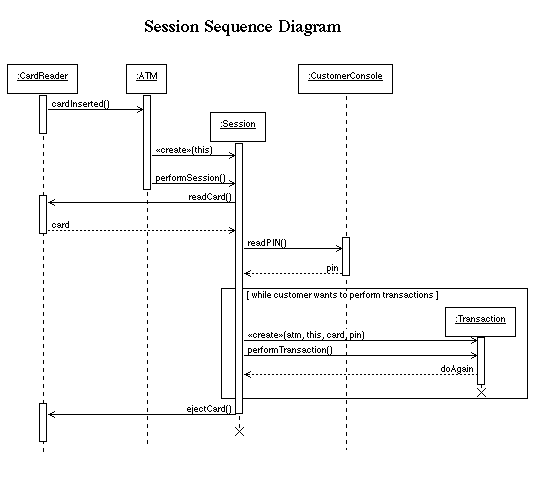 Session Sequence Diagram
:CardReader
:ATM
:CustomerConsole
cardInserted()
:Session
«create»(this)
performSession()
readCard()
card
readPIN()
pin
[ while customer wants to perform transactions ]
:Transaction
«create»(atm, this, card, pin)
performTransaction()
doAgain
ejectCard()